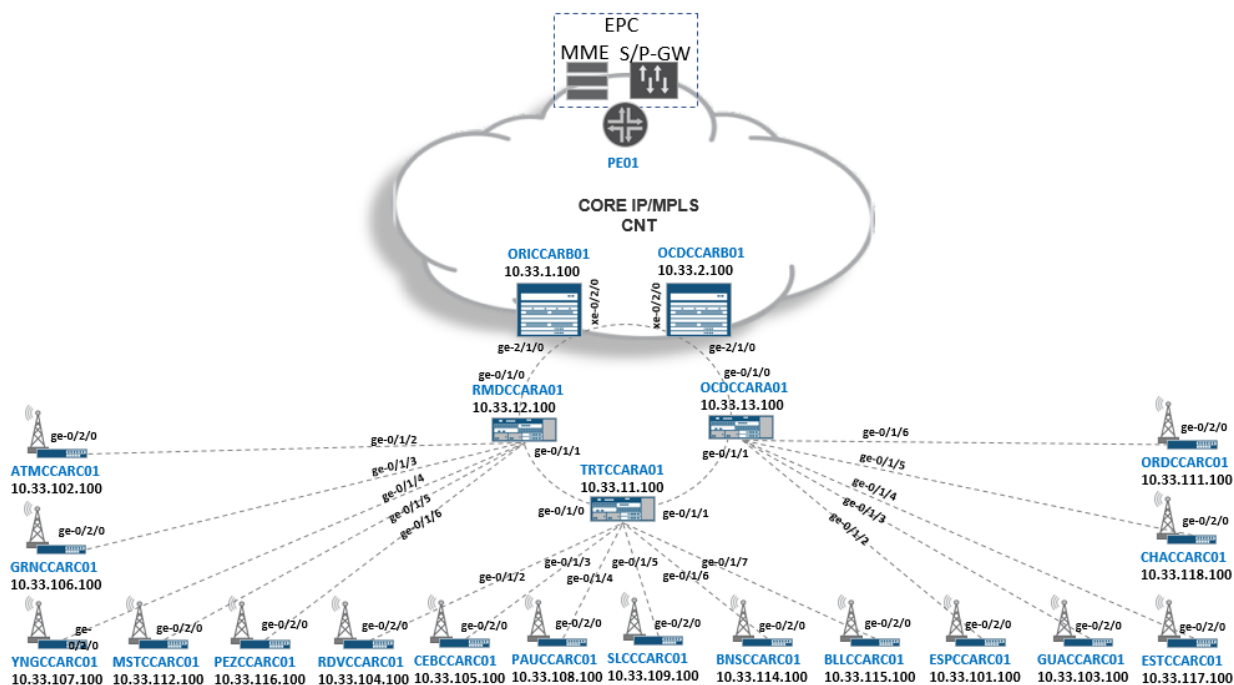 EPC
MME S/P-GW
PE01
CORE IP/MPLS
CNT
ORICCARB01
10.33.1.100
OCDCCARB01
10.33.2.100
xe-0/2/0
xe-0/2/0
ge-2/1/0
ge-2/1/0
ge-0/1/0
ge-0/1/0
RMDCCARA01
10.33.12.100
OCDCCARA01
10.33.13.100
ge-0/2/0
ge-0/1/2
ge-0/1/1
ge-0/1/1
ge-0/1/6
ge-0/2/0
ATMCCARC01
10.33.102.100
ge-0/1/3
ge-0/1/4
ge-0/1/5
ge-0/1/6
TRTCCARA01
10.33.11.100
ge-0/1/0
ge-0/1/1
ge-0/1/5
ge-0/1/4
ge-0/1/3
ge-0/1/2
ORDCCARC01
10.33.111.100
ge-0/2/0
GRNCCARC01
10.33.106.100
ge-0/2/0
CHACCARC01
10.33.118.100
ge-0/1/2
ge-0/1/3
ge-0/1/4
ge-0/1/5
ge-0/1/6
ge-0/1/7
ge-
0/2/0
ge-0/2/0
ge-0/2/0
ge-0/2/0
ge-0/2/0
ge-0/2/0
ge-0/2/0
ge-0/2/0
ge-0/2/0
ge-0/2/0
ge-0/2/0
ge-0/2/0
YNGCCARC01
10.33.107.100
MSTCCARC01
10.33.112.100
PEZCCARC01
10.33.116.100
RDVCCARC01
10.33.104.100
CEBCCARC01
10.33.105.100
PAUCCARC01
10.33.108.100
SLCCCARC01
10.33.109.100
BNSCCARC01
10.33.114.100
BLLCCARC01
10.33.115.100
ESPCCARC01
10.33.101.100
GUACCARC01
10.33.103.100
ESTCCARC01
10.33.117.100